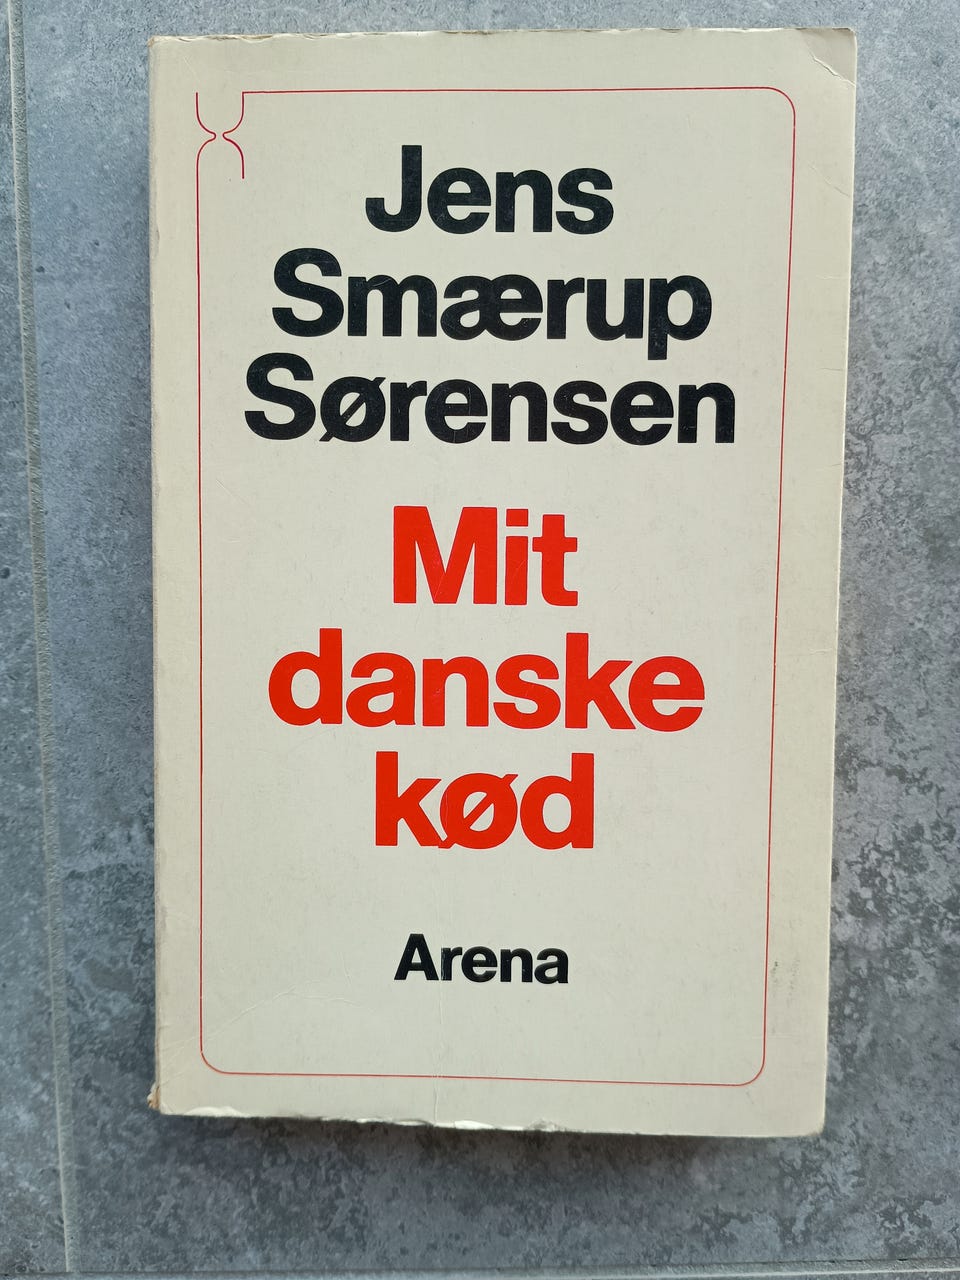 Jens
Smærup
Sørensen
Mit
danske
kød
Arena